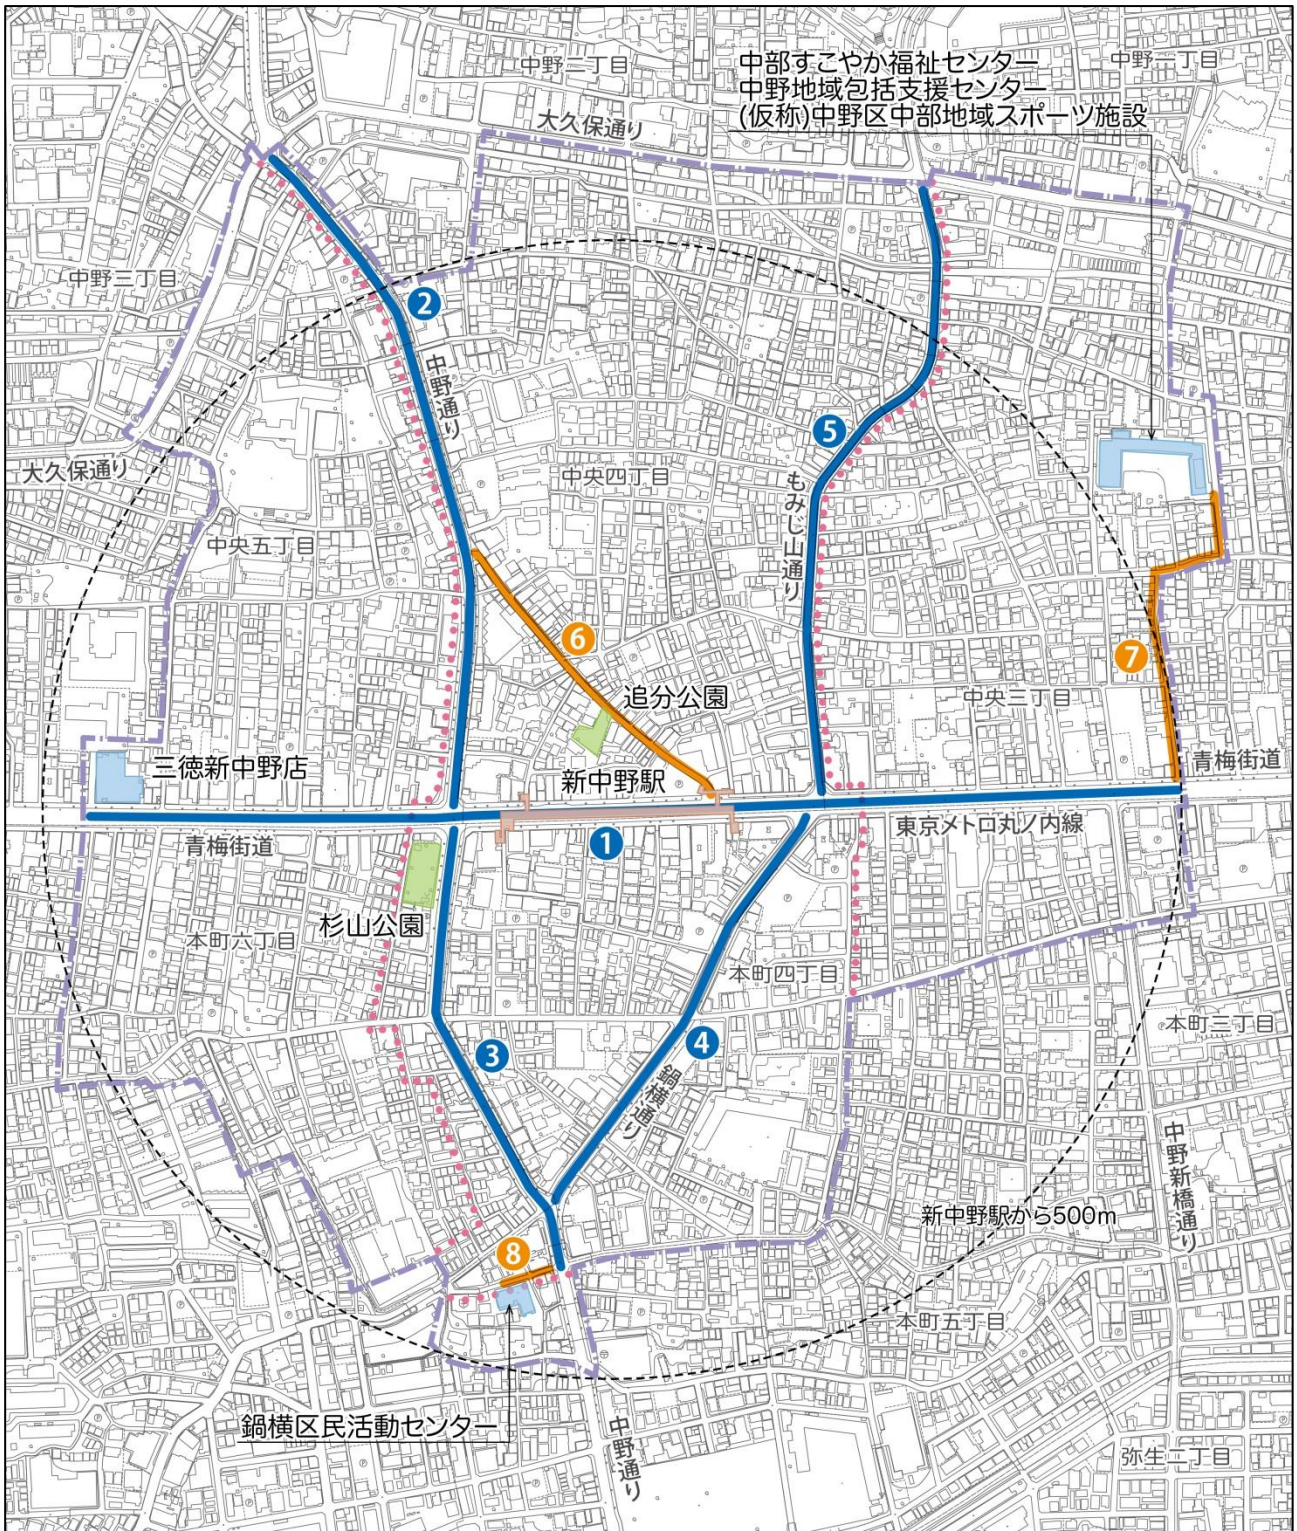 中部すこやか福祉センター
中野地域包括支援センター
(仮称)中野区中部地域スポーツ施設
中野二丁目
中野一丁目
大久保通り
中野三丁目
2
中野通り
5
もみじ山通り
大久保通り
中央四丁目
中央五丁目
6
7
追分公園
中央三丁目
三徳新中野店
新中野駅
青梅街道
青梅街道
1
東京メトロ丸ノ内線
杉山公園
本町六丁目
本町四丁目
本町三丁目
3
4
鍋横通り
中野新橋通り
新中野駅から500m
8
本町五丁目
鍋横区民活動センター
中野通り
弥生二丁目